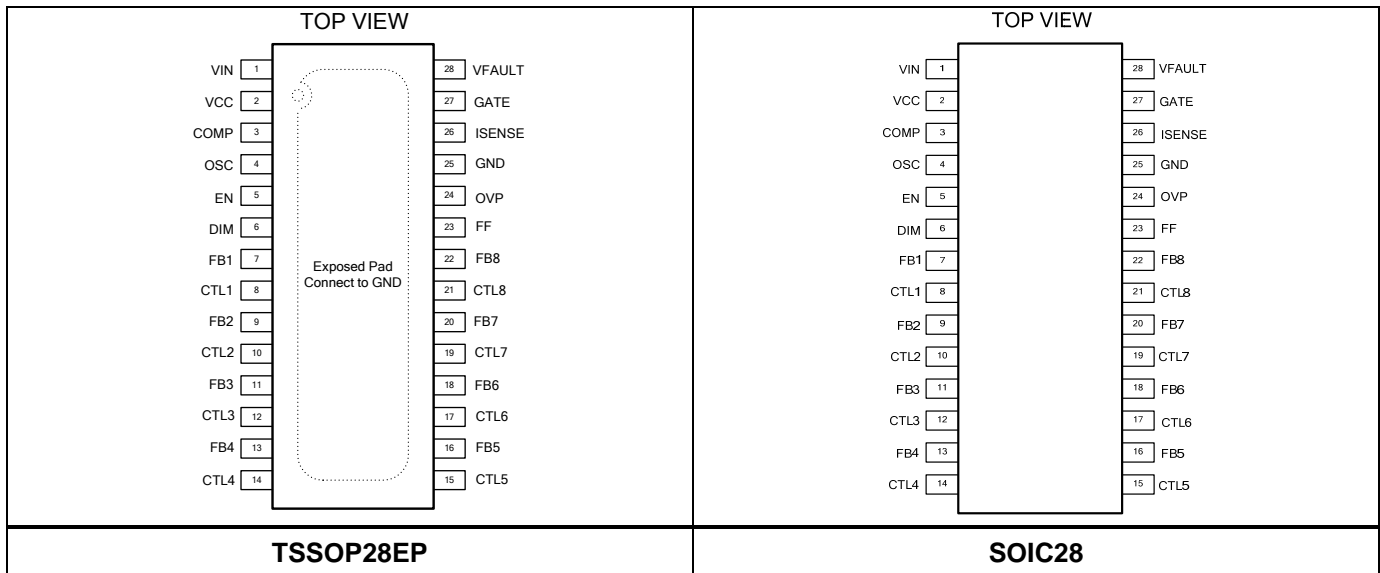 TOP VIEW
VIN 1 28 VFAULT
VCC 2 27 GATE
COMP 3 26 ISENSE
OSC 4 25 GND
EN 5 24 OVP
DIM 6 23 FF
FB1 7 22 FB8
CTL1 8 21 CTL8
FB2 9 20 FB7
CTL2 10 19 CTL7
FB3 11 18 FB6
CTL3 12 17 CTL6
FB4 13 16 FB5
CTL4 14 15 CTL5
Exposed Pad
Connect to GND
TSSOP28EP
TOP VIEW
VIN 1 28 VFAULT
VCC 2 27 GATE
COMP 3 26 ISENSE
OSC 4 25 GND
EN 5 24 OVP
DIM 6 23 FF
FB1 7 22 FB8
CTL1 8 21 CTL8
FB2 9 20 FB7
CTL2 10 19 CTL7
FB3 11 18 FB6
CTL3 12 17 CTL6
FB4 13 16 FB5
CTL4 14 15 CTL5
SOIC28